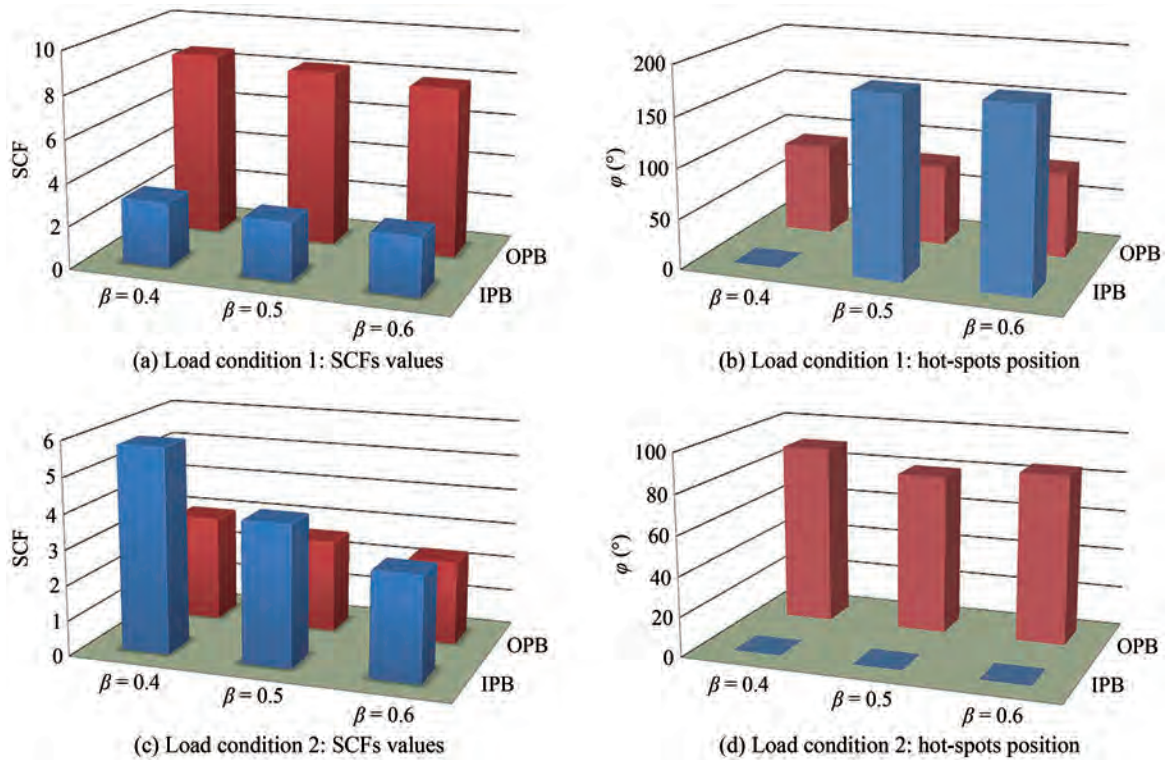 10
8
6
4
2
0
SCF
β = 0.4
β = 0.5
β = 0.6
OPB
IPB
(a) Load condition 1: SCFs values
200
150
100
50
0
φ (°)
β = 0.4
β = 0.5
β = 0.6
OPB
IPB
(b) Load condition 1: hot-spots position
6
5
4
3
2
1
0
SCF
β = 0.4
β = 0.5
β = 0.6
OPB
IPB
(c) Load condition 2: SCFs values
100
80
60
40
20
0
φ (°)
β = 0.4
β = 0.5
β = 0.6
OPB
IPB
(d) Load condition 2: hot-spots position